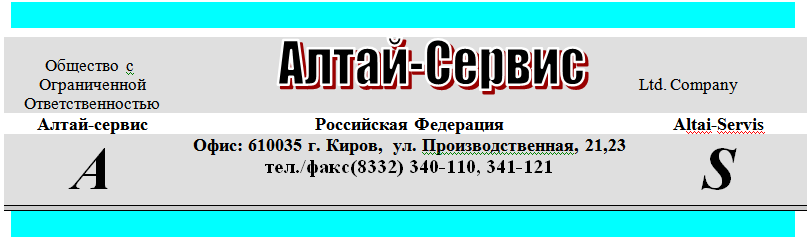 Общество с
Ограниченной
Ответственностью
Алтай-сервис
A
Алтай-Сервис
Российская Федерация
Офис: 610035 г. Киров, ул. Производственная, 21,23
тел./факс(8332) 340-110, 341-121
Ltd. Company
Altai-Servis
S